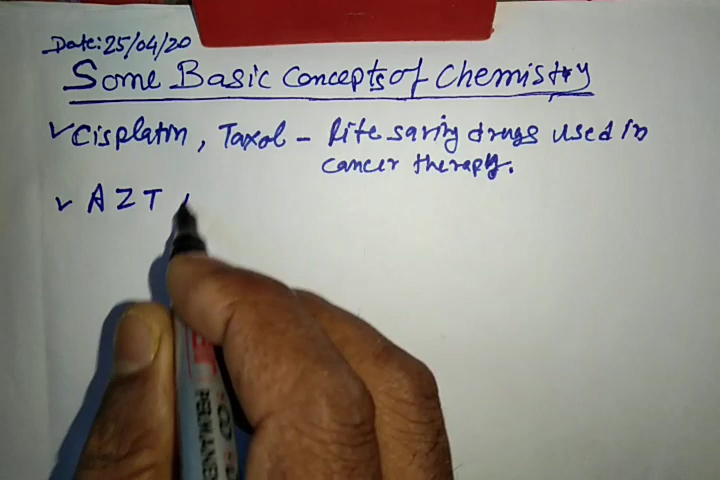 Date: 25/04/20
Some Basic Concepts of Chemistry
✓ Cisplatin, Taxol - life saving drugs used in
cancer therapy.
✓ AZT
PERMANE